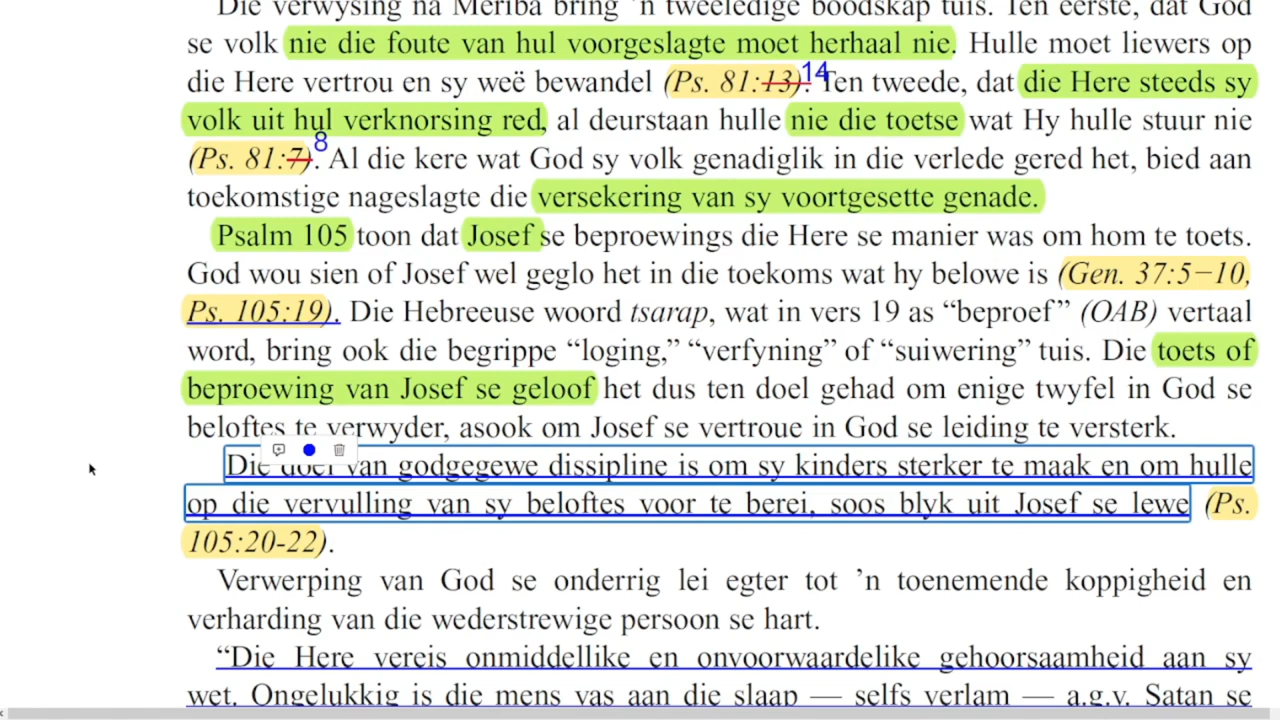 Die verwysing na Meriba bring ’n tweeledige boodskap tuis. Ten eerste, dat God
se volk nie die foute van hul voorgeslagte moet herhaal nie. Hulle moet liewers op
die Here vertrou en sy weë bewandel (Ps. 81:13).14 Ten tweede, dat die Here steeds sy
volk uit hul verknorsing red, al deurstaan hulle nie die toetse wat Hy hulle stuur nie
(Ps. 81:7).8 Al die kere wat God sy volk genadiglik in die verlede gered het, bied aan
toekomstige nageslagte die versekering van sy voortgesette genade.
Psalm 105 toon dat Josef se beproewings die Here se manier was om hom te toets.
God wou sien of Josef wel geglo het in die toekoms wat hy belowe is (Gen. 37:5−10,
Ps. 105:19). Die Hebreeuse woord tsarap, wat in vers 19 as “beproef” (OAB) vertaal
word, bring ook die begrippe “loging,” “verfyning” of “suiwering” tuis. Die toets of
beproewing van Josef se geloof het dus ten doel gehad om enige twyfel in God se
beloftes te verwyder, asook om Josef se vertroue in God se leiding te versterk.
Die doel van godgegewe dissipline is om sy kinders sterker te maak en om hulle
op die vervulling van sy beloftes voor te berei, soos blyk uit Josef se lewe (Ps.
105:20-22).
Verwerping van God se onderrig lei egter tot ’n toenemende koppigheid en
verharding van die wederstrewige persoon se hart.
“Die Here vereis onmiddellike en onvoorwaardelike gehoorsaamheid aan sy
wet. Ongelukkig is die mens vas aan die slaap — selfs verlam — a.g.v. Satan se